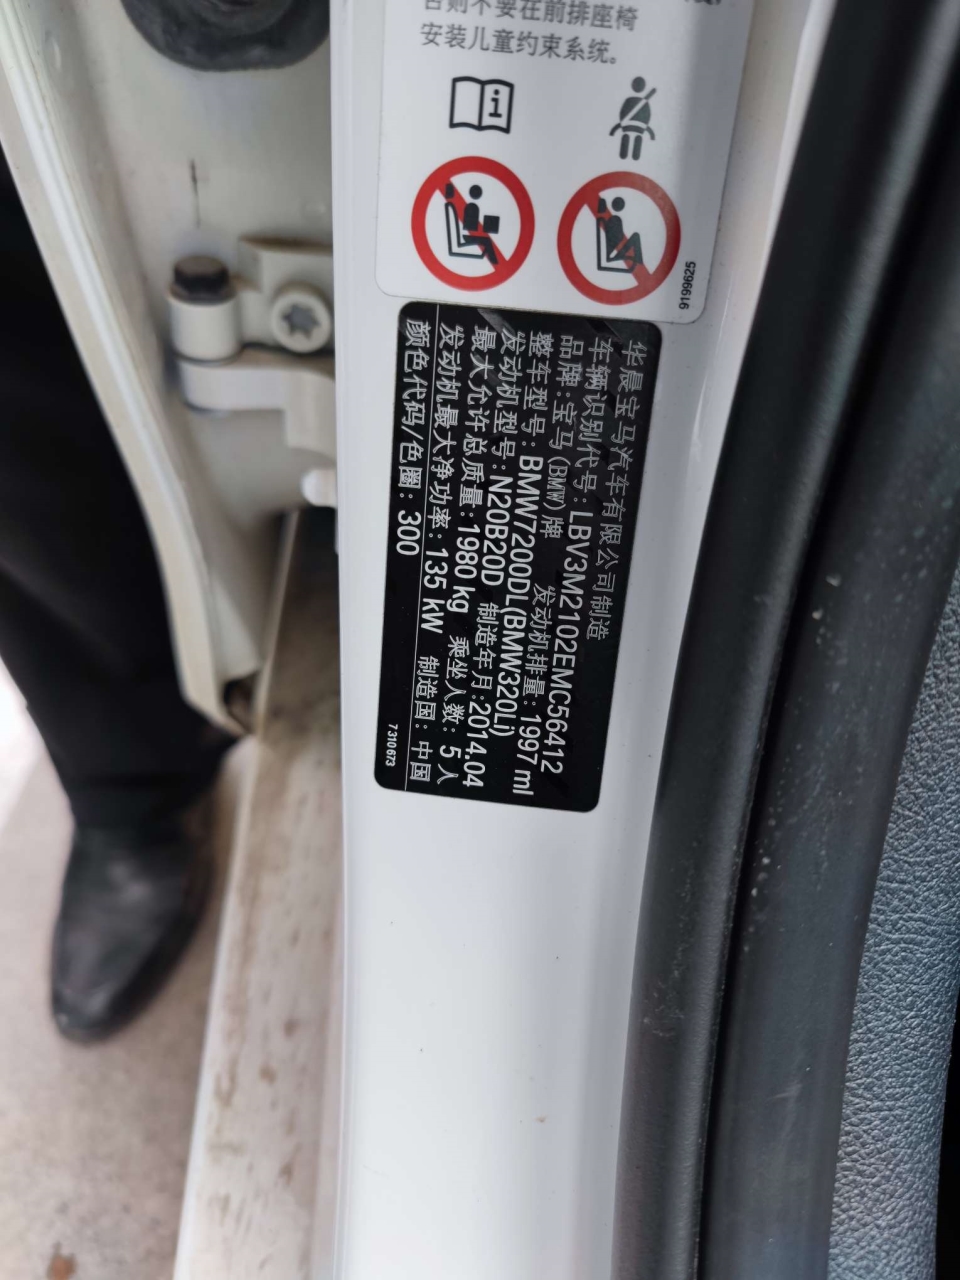 否则不要在前排座椅
安装儿童约束系统。
9199625
华晨宝马汽车有限公司制造
车辆识别代号:LBV3M2102EMC56412
品牌:宝马(BMW)牌 发动机排量:1997 ml
整车型号:BMW7200DL(BMW320Li)
发动机型号:N20B20D 制造年月:2014.04
最大允许总质量:1980 kg 乘坐人数:5人
发动机最大净功率:135 kW 制造国:中国
颜色代码/色圈:300
7310673